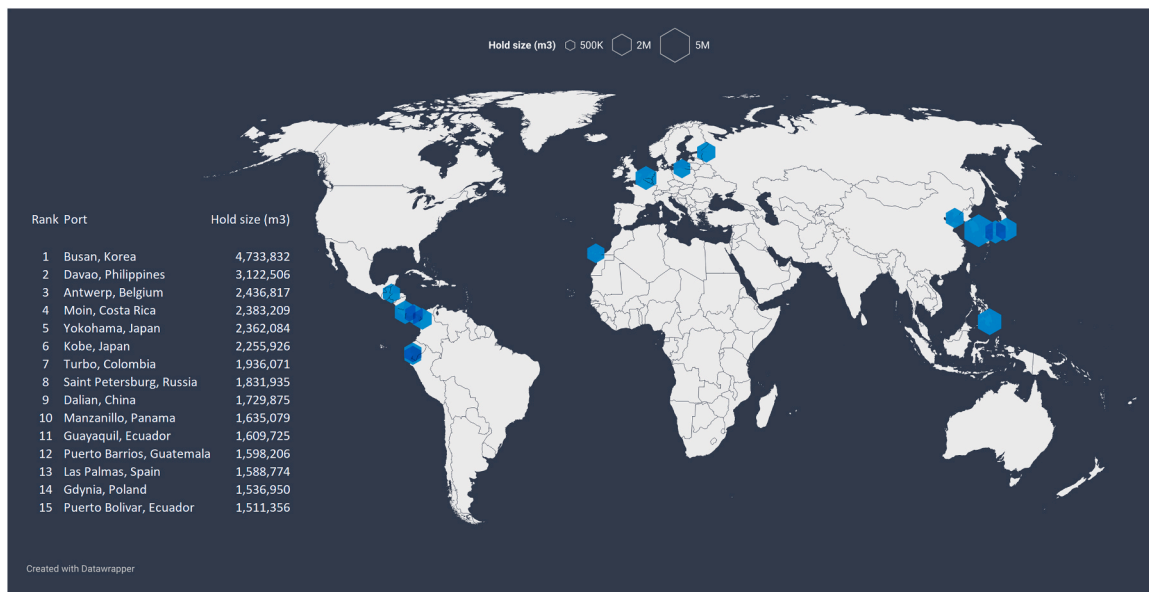 Hold size (m3) 500K 2M 5M
Rank Port Hold size (m3)
1 Busan, Korea 4,733,832
2 Davao, Philippines 3,122,506
3 Antwerp, Belgium 2,436,817
4 Moin, Costa Rica 2,383,209
5 Yokohama, Japan 2,362,084
6 Kobe, Japan 2,255,926
7 Turbo, Colombia 1,936,071
8 Saint Petersburg, Russia 1,831,935
9 Dalian, China 1,729,875
10 Manzanillo, Panama 1,635,079
11 Guayaquil, Ecuador 1,609,725
12 Puerto Barrios, Guatemala 1,598,206
13 Las Palmas, Spain 1,588,774
14 Gdynia, Poland 1,536,950
15 Puerto Bolivar, Ecuador 1,511,356
Created with Datawrapper